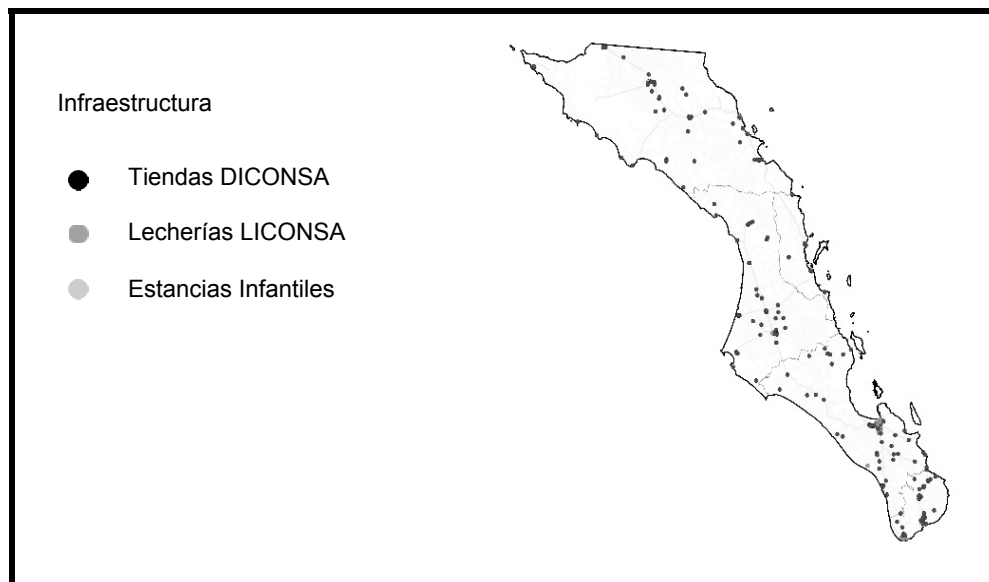 Infraestructura
Tiendas DICONSA
Lecherías LICONSA
Estancias Infantiles